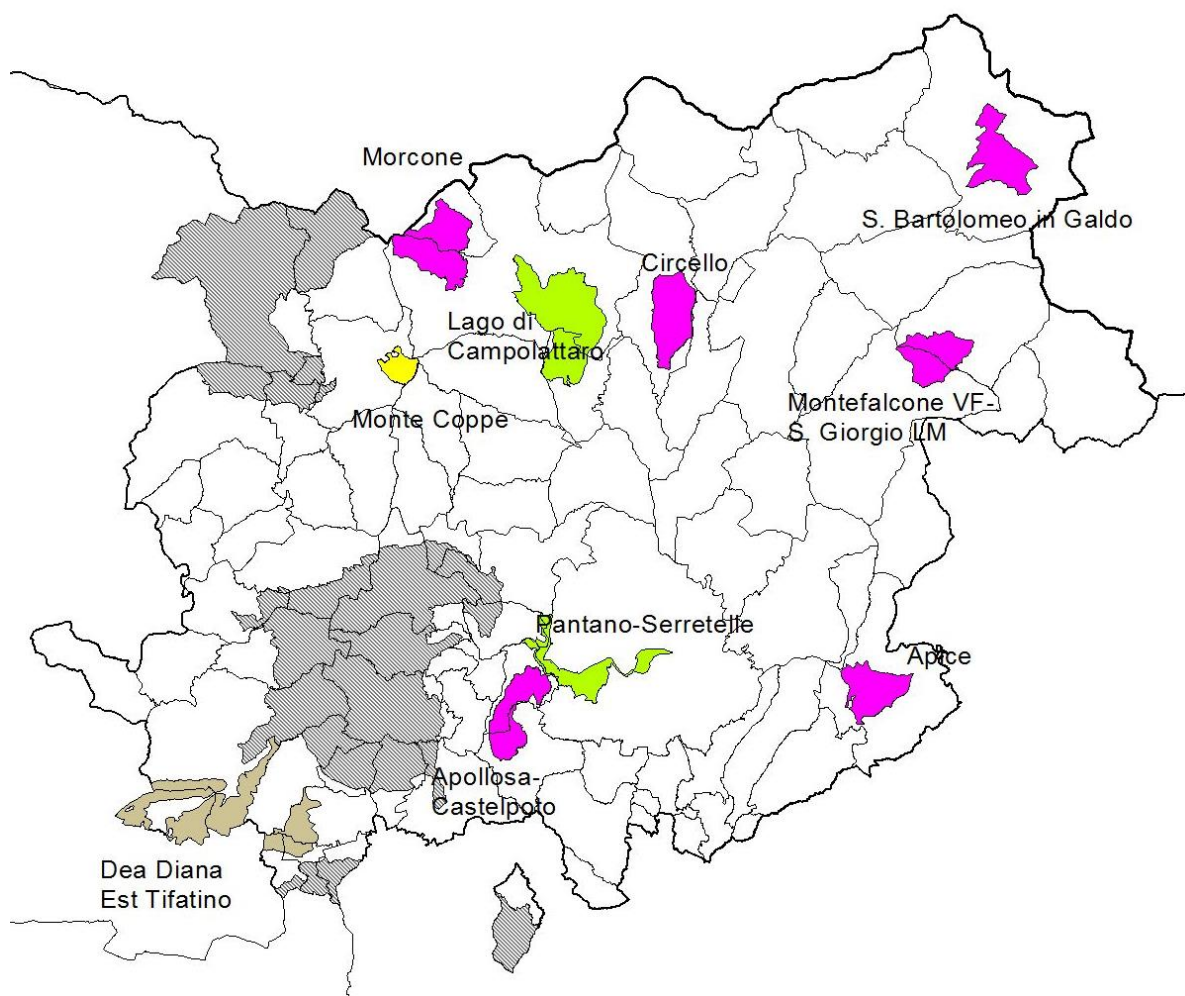 Morcone
S. Bartolomeo in Galdo
Circello
Lago di
Campolattaro
Monte Coppe
Montefalcone VF-
S. Giorgio LM
Pantano-Serretelle
Apice
Apollosa-
Castelpoto
Dea Diana
Est Tifatino